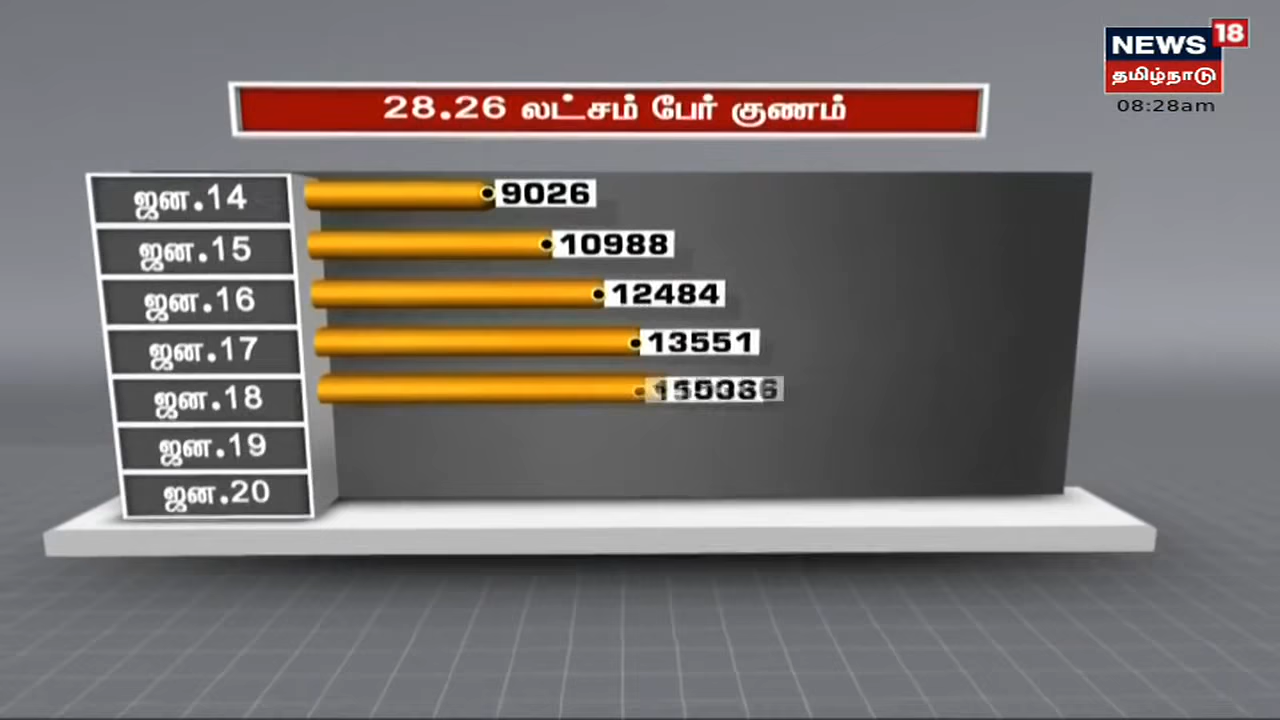 NEWS 18
தமிழ்நாடு
08:28am
28.26 லட்சம் பேர் குணம்
ஜன.14 9026
ஜன.15 10988
ஜன.16 12484
ஜன.17 13551
ஜன.18
ஜன.19
ஜன.20